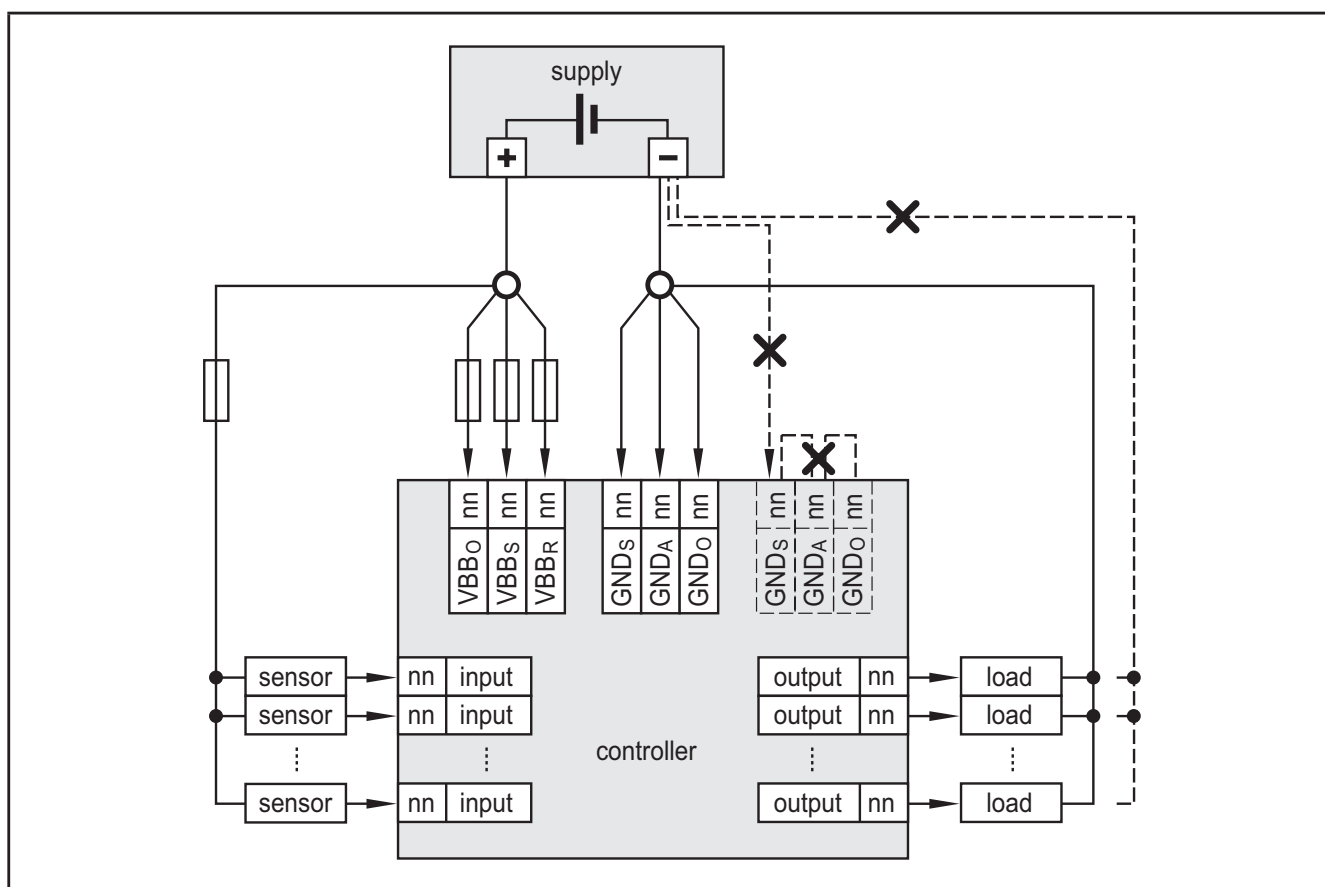 supply
+ −
nn nn nn nn nn nn nn nn nn
VBBO VBBS VBBR GNDS GNDA GNDO GNDS GNDA GNDO
sensor nn input output nn load
sensor nn input output nn load
controller
sensor nn input output nn load